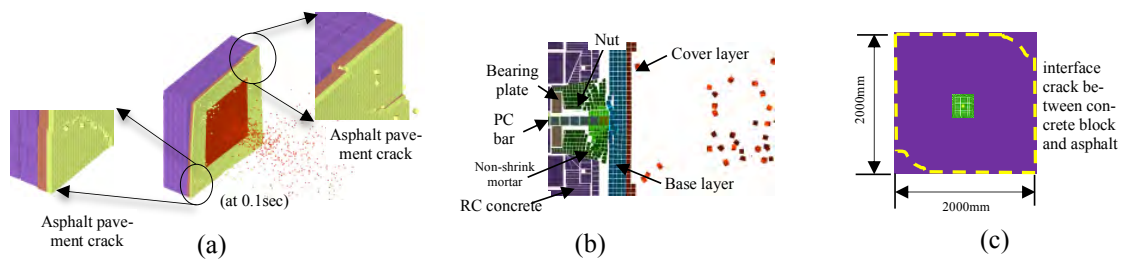 Asphalt pave-
ment crack
(at 0.1sec)
Asphalt pave-
ment crack
(a)
Nut
Cover layer
Bearing
plate
PC
bar
Non-shrink
mortar
Base layer
RC concrete
(b)
2000mm
2000mm
interface
crack be-
tween con-
crete block
and asphalt
(c)